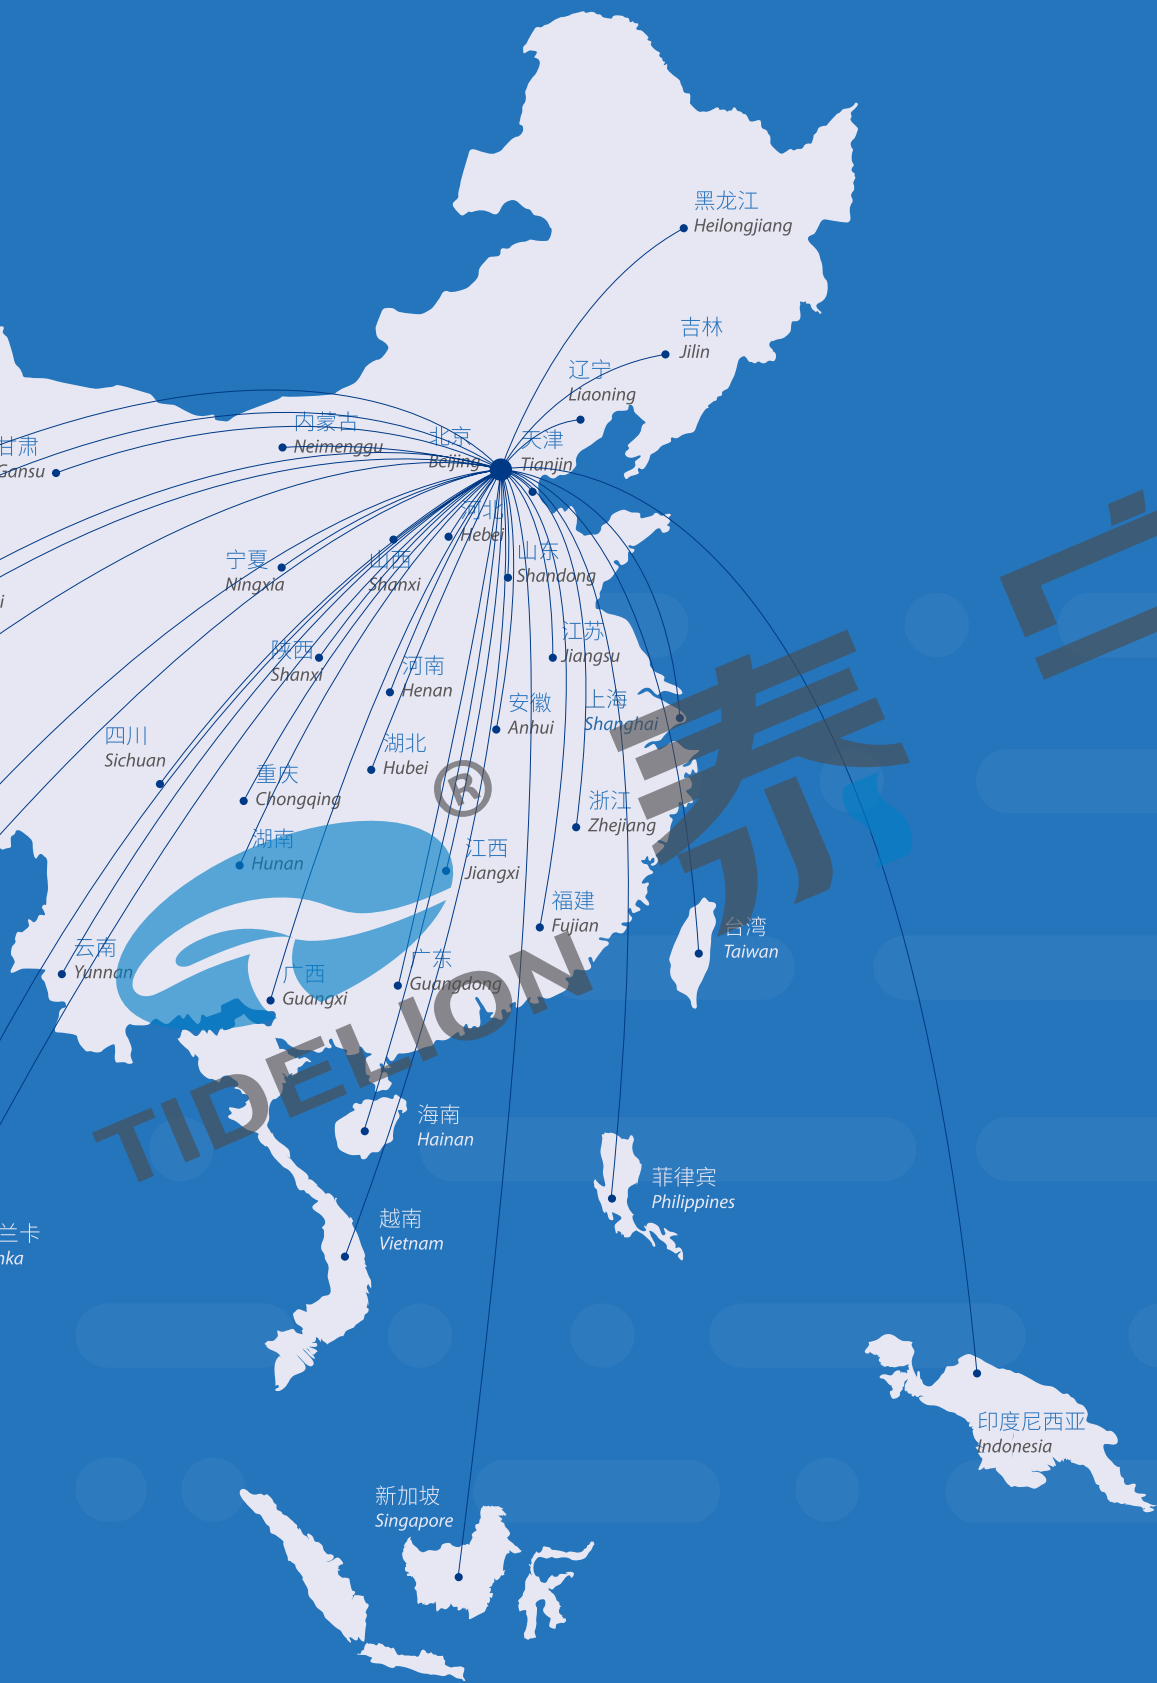 黑龙江
Heilongjiang
吉林
Jilin
辽宁
Liaoning
内蒙古
Neimenggu
北京
Beijing
天津
Tianjin
甘肃
Gansu
河北
Hebei
宁夏
Ningxia
山西
Shanxi
山东
Shandong
i
江苏
Jiangsu
陕西
Shanxi
河南
Henan
安徽
Anhui
上海
Shanghai
四川
Sichuan
湖北
Hubei
重庆
Chongqing
®
浙江
Zhejiang
湖南
Hunan
江西
Jiangxi
福建
Fujian
台湾
Taiwan
云南
Yunnan
广西
Guangxi
广东
Guangdong
TIDELION
泰
海南
Hainan
菲律宾
Philippines
越南
Vietnam
兰卡
nka
印度尼西亚
Indonesia
新加坡
Singapore